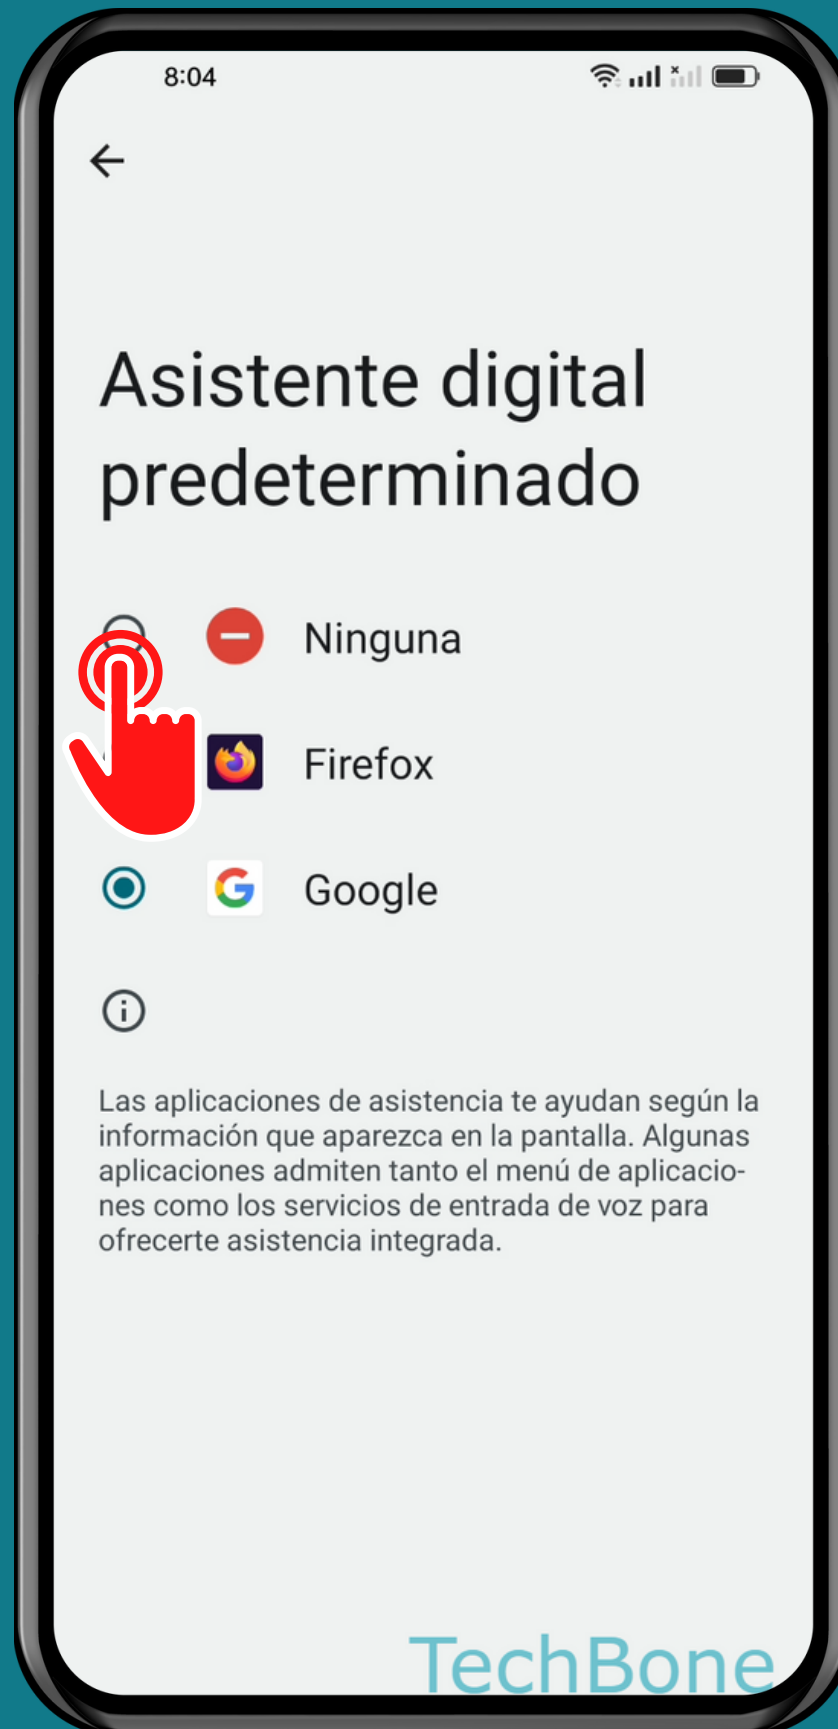 8:04
Asistente digital
predeterminado
Ninguna
Firefox
Google
Las aplicaciones de asistencia te ayudan según la
información que aparezca en la pantalla. Algunas
aplicaciones admiten tanto el menú de aplicacio-
nes como los servicios de entrada de voz para
ofrecerte asistencia integrada.
TechBone